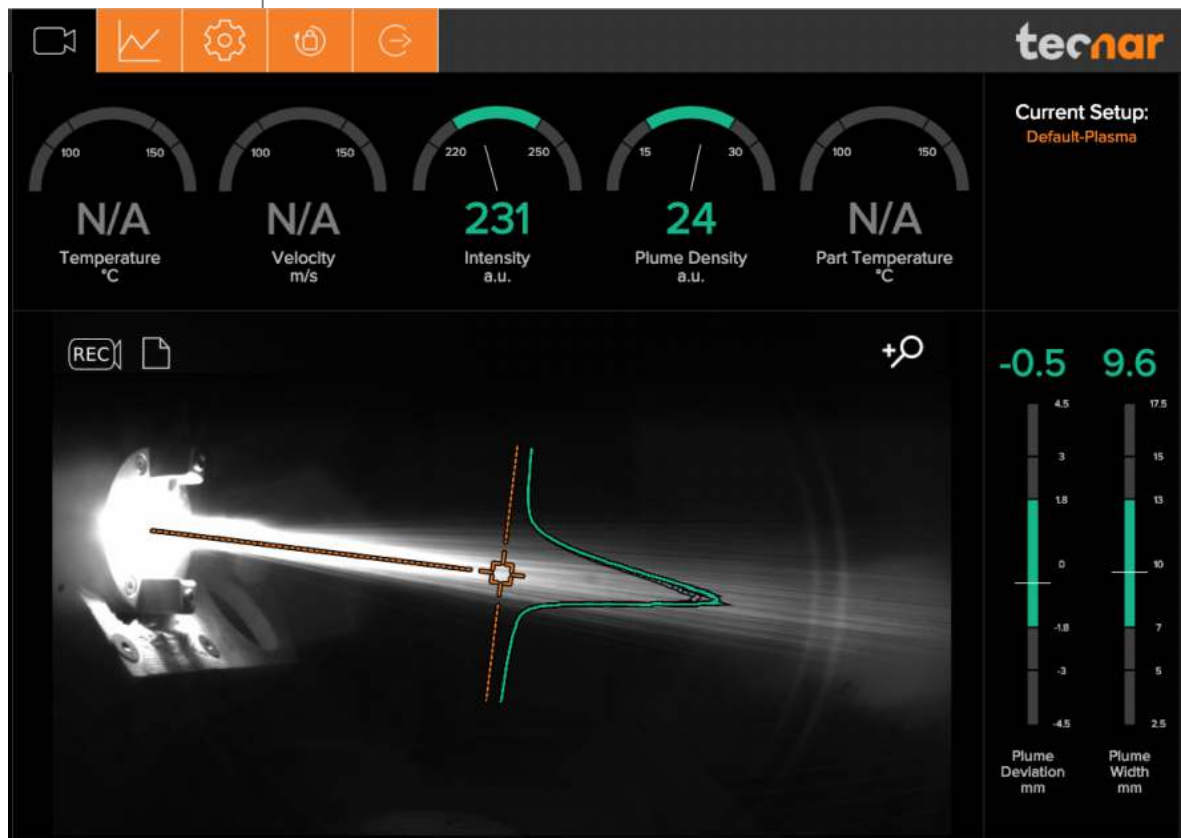 tecnar
Current Setup:
Default-Plasma
100 150
N/A
Temperature
°C
100 150
N/A
Velocity
m/s
220 250
231
Intensity
a.u.
15 30
24
Plume Density
a.u.
100 150
N/A
Part Temperature
°C
REC
-0.5
4.5
3
1.8
0
-1.8
-3
-4.5
Plume
Deviation
mm
9.6
17.5
15
13
10
7
5
2.5
Plume
Width
mm